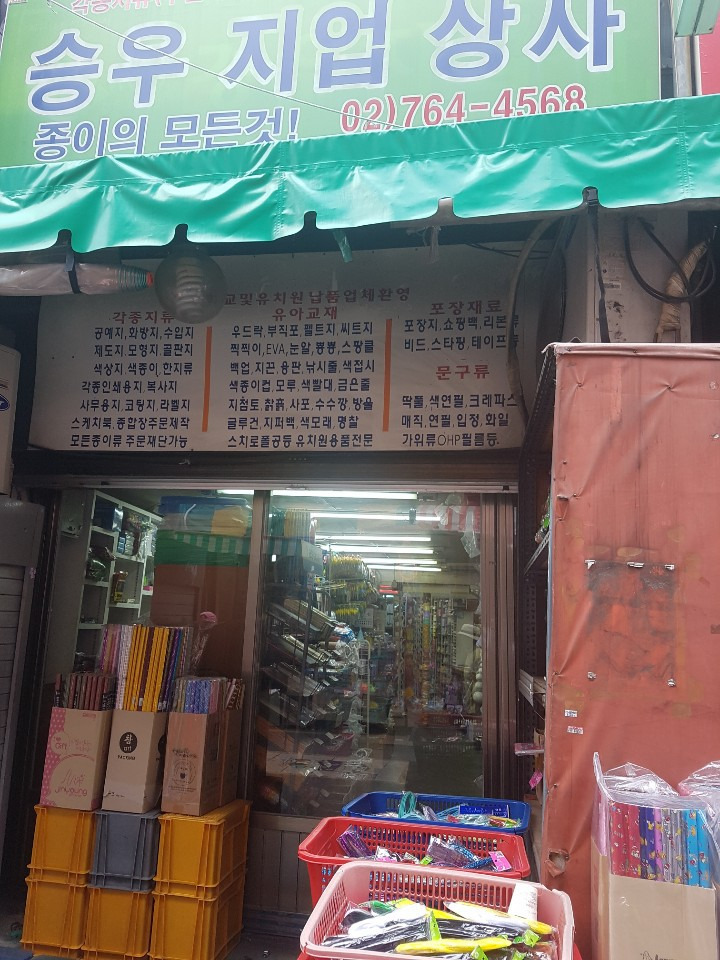 각종지류
승우 지업 상사
종이의 모든것!
02)764-4568
교및유치원납품업체환영
각종지류
공예지,화방지,수입지
제도지,모형지,골판지
색상지,색종이,한지류
각종인쇄용지,복사지
사무용지,코팅지,라벨지
스케치북,종합장주문제작
모든종이류 주문재단가능
유아교재
우드락,부직포,펠트지,씨트지
찍찍이,EVA,눈알,뿅뿅,스팡클
백업,지끈,융판,낚시줄,색접시
색종이컵,모루,색빨대,금은줄
지점토,찰흙,사포,수수깡,방울
글루건,지퍼백,색모래,명찰
스치로폴공등 유치원용품전문
포장재료
포장지,쇼핑백,리본
비드,스타핑,테이프
문구류
딱풀,색연필,크레파스
매직,연필,입정,화일
가위류OHP필름등.